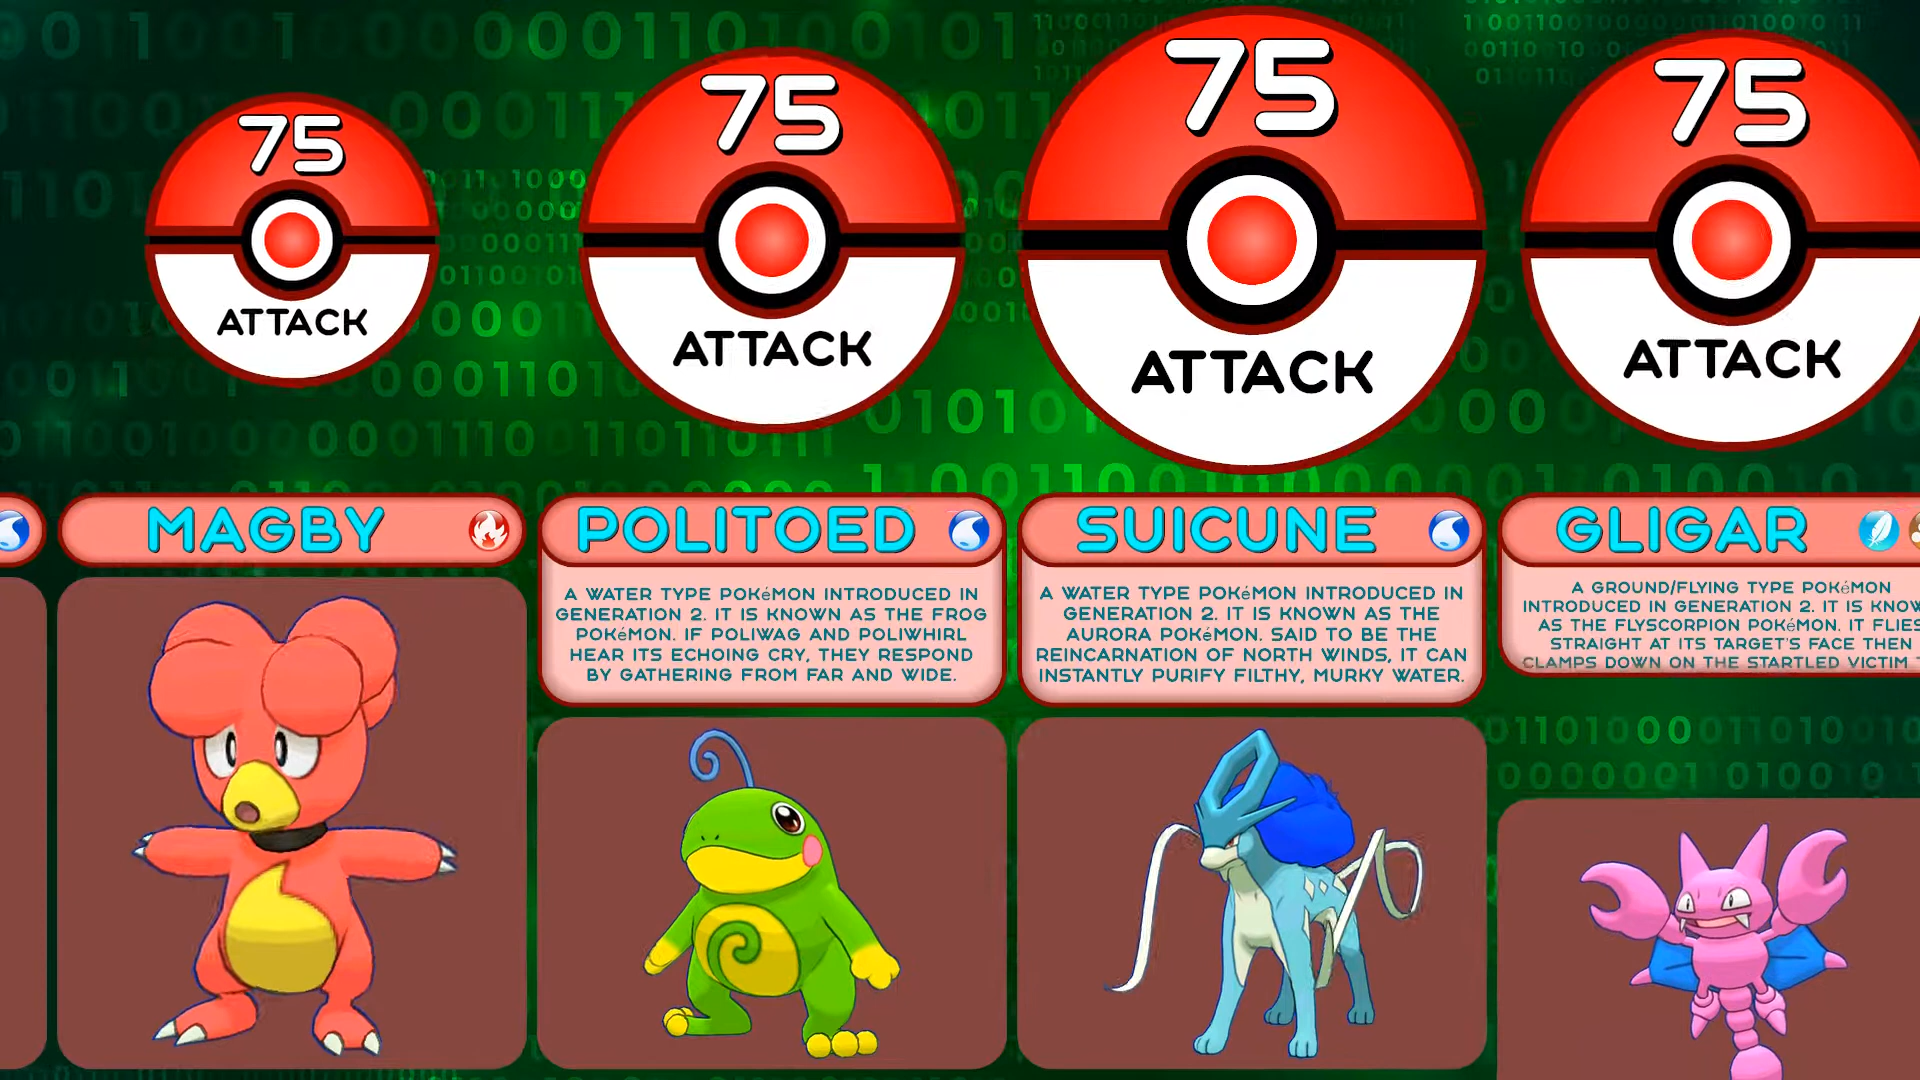 75
ATTACK
75
ATTACK
75
ATTACK
75
ATTACK
MAGBY
POLITOED
A WATER TYPE POKéMON INTRODUCED IN
GENERATION 2. IT IS KNOWN AS THE FROG
POKéMON. IF POLIWAG AND POLIWHIRL
HEAR ITS ECHOING CRY, THEY RESPOND
BY GATHERING FROM FAR AND WIDE.
SUICUNE
A WATER TYPE POKéMON INTRODUCED IN
GENERATION 2. IT IS KNOWN AS THE
AURORA POKéMON. SAID TO BE THE
REINCARNATION OF NORTH WINDS, IT CAN
INSTANTLY PURIFY FILTHY, MURKY WATER.
GLIGAR
A GROUND/FLYING TYPE POKéMON
INTRODUCED IN GENERATION 2. IT IS KNOW
AS THE FLYSCORPION POKéMON. IT FLIES
STRAIGHT AT ITS TARGET'S FACE THEN
CLAMPS DOWN ON THE STARTLED VICTIM